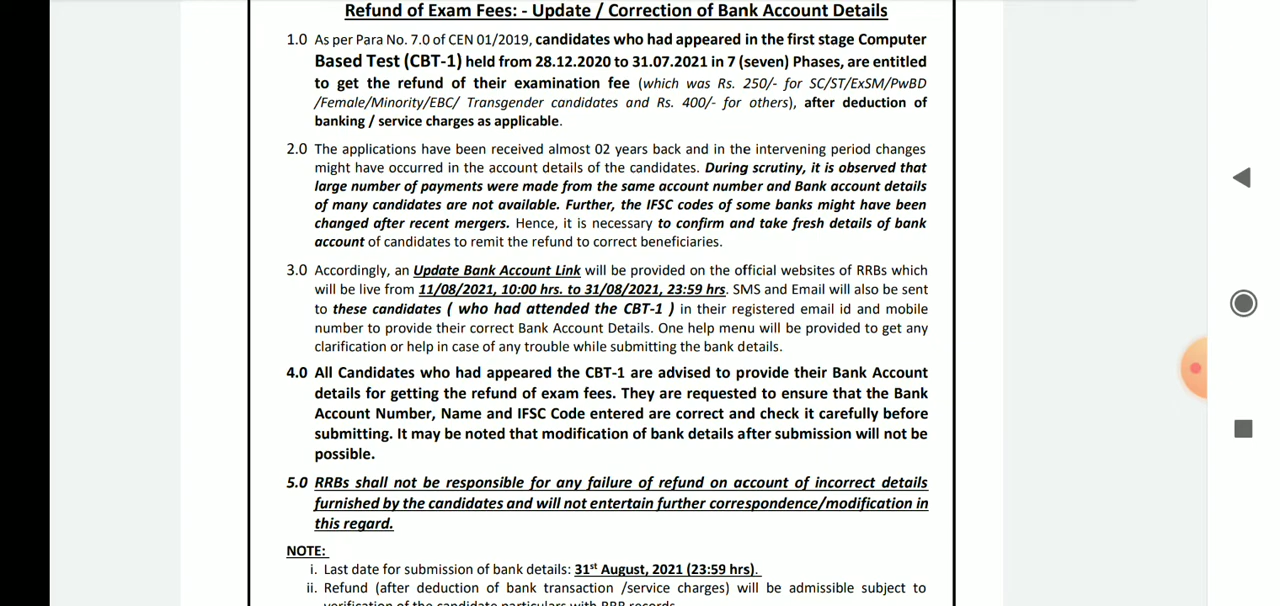 Refund of Exam Fees: - Update / Correction of Bank Account Details
1.0 As per Para No. 7.0 of CEN 01/2019, candidates who had appeared in the first stage Computer
Based Test (CBT-1) held from 28.12.2020 to 31.07.2021 in 7 (seven) Phases, are entitled
to get the refund of their examination fee (which was Rs. 250/- for SC/ST/ExSM/PwBD
/Female/Minority/EBC/ Transgender candidates and Rs. 400/- for others), after deduction of
banking / service charges as applicable.
2.0 The applications have been received almost 02 years back and in the intervening period changes
might have occurred in the account details of the candidates. During scrutiny, it is observed that
large number of payments were made from the same account number and Bank account details
of many candidates are not available. Further, the IFSC codes of some banks might have been
changed after recent mergers. Hence, it is necessary to confirm and take fresh details of bank
account of candidates to remit the refund to correct beneficiaries.
3.0 Accordingly, an Update Bank Account Link will be provided on the official websites of RRBs which
will be live from 11/08/2021, 10:00 hrs. to 31/08/2021, 23:59 hrs. SMS and Email will also be sent
to these candidates ( who had attended the CBT-1 ) in their registered email id and mobile
number to provide their correct Bank Account Details. One help menu will be provided to get any
clarification or help in case of any trouble while submitting the bank details.
4.0 All Candidates who had appeared the CBT-1 are advised to provide their Bank Account
details for getting the refund of exam fees. They are requested to ensure that the Bank
Account Number, Name and IFSC Code entered are correct and check it carefully before
submitting. It may be noted that modification of bank details after submission will not be
possible.
5.0 RRBs shall not be responsible for any failure of refund on account of incorrect details
furnished by the candidates and will not entertain further correspondence/modification in
this regard.
NOTE:
i. Last date for submission of bank details: 31st August, 2021 (23:59 hrs).
ii. Refund (after deduction of bank transaction /service charges) will be admissible subject to
verification of the candidate particulars with RRB records.